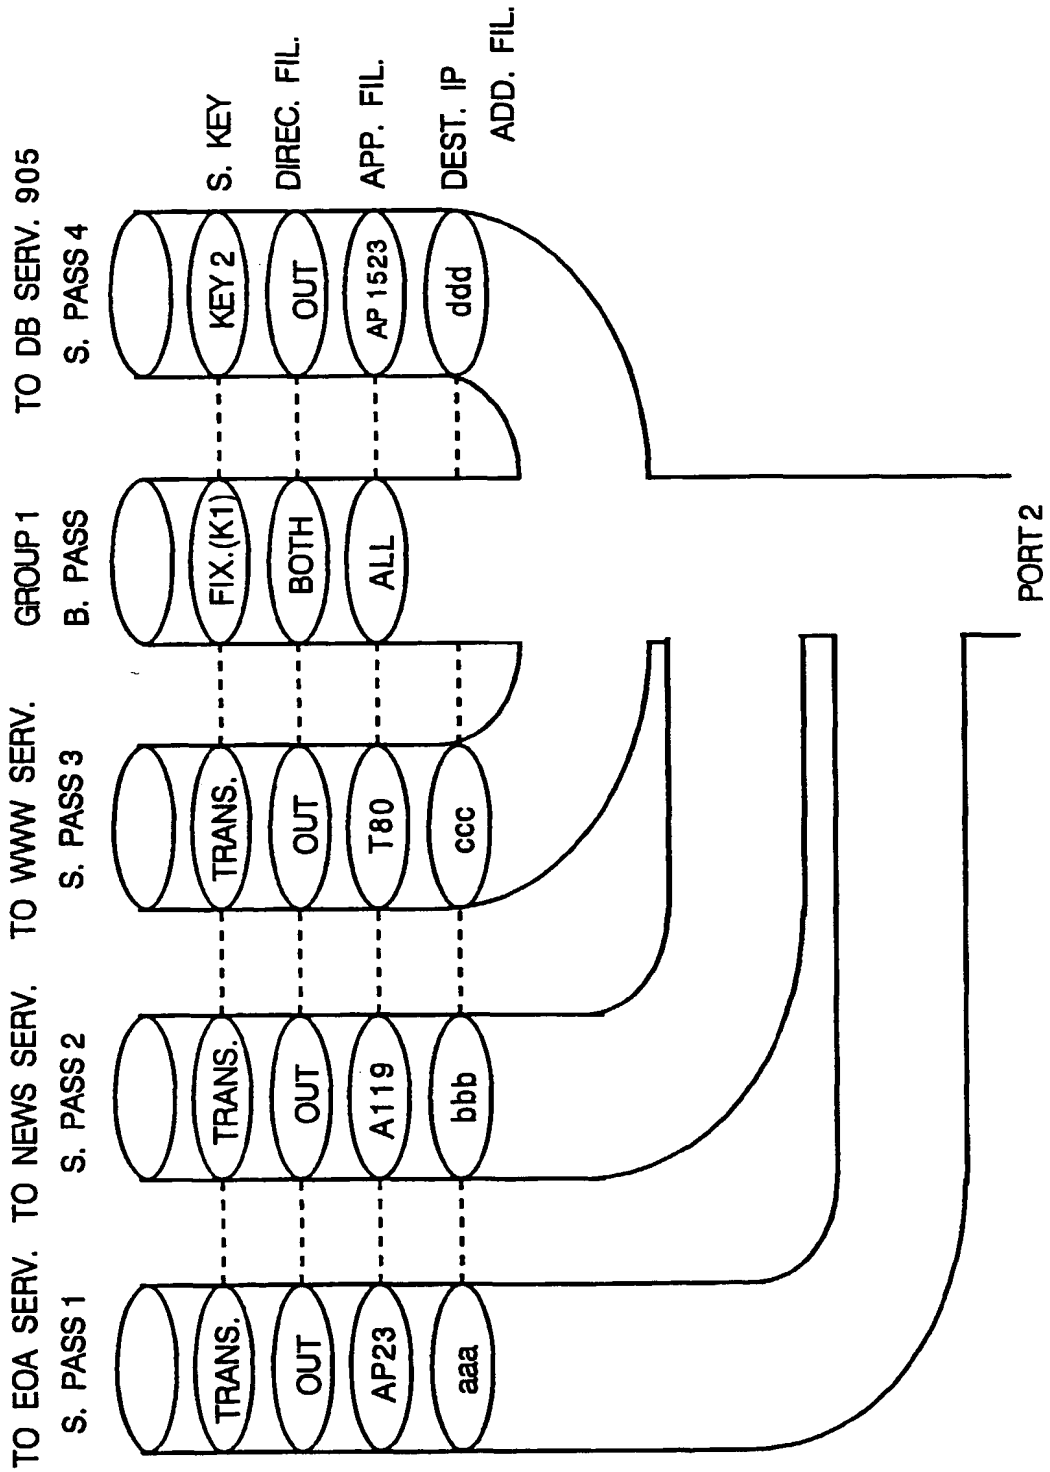 TO EOA SERV. TO NEWS SERV. TO WWW SERV. GROUP 1 TO DB SERV. 905
S. PASS 1 S. PASS 2 S. PASS 3 B. PASS S. PASS 4
TRANS. TRANS. TRANS. FIX.(K1) KEY 2 S. KEY
OUT OUT OUT BOTH OUT DIREC. FIL.
AP23 A119 T80 ALL AP 1523 APP. FIL.
aaa bbb ccc ddd DEST. IP
ADD. FIL.
PORT 2